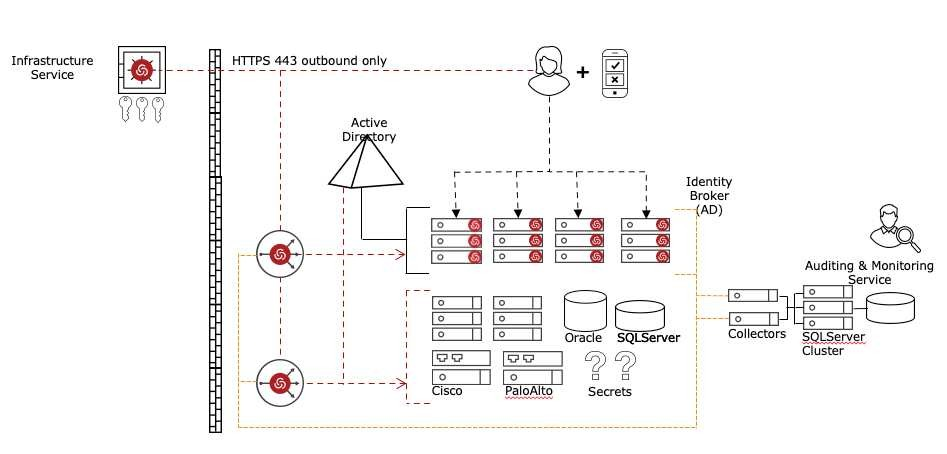 Infrastructure
Service
HTTPS 443 outbound only
+
Active
Directory
Identity
Broker
(AD)
Auditing & Monitoring
Service
Oracle
SQLServer
Collectors
SQLServer
Cluster
? ?
Cisco
PaloAlto
Secrets